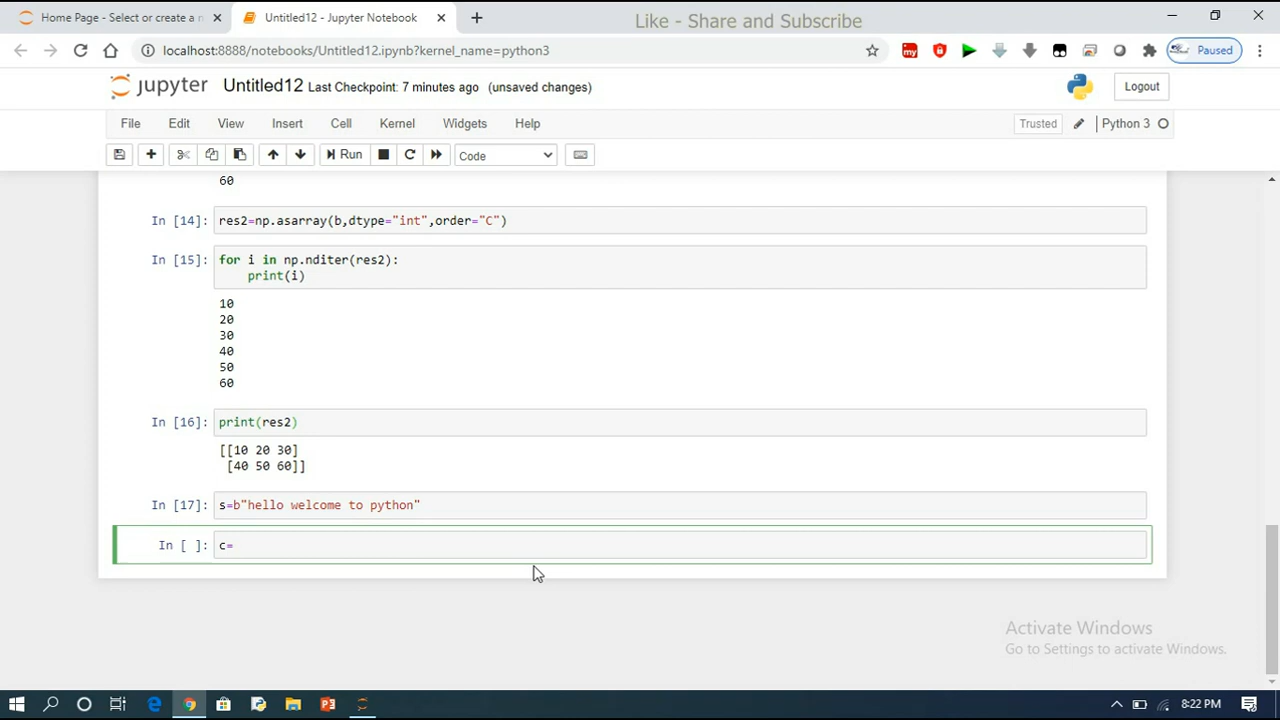 Home Page - Select or create a n
Untitled12 - Jupyter Notebook
Like - Share and Subscribe
localhost:8888/notebooks/Untitled12.ipynb?kernel_name=python3
my
Paused
jupyter Untitled12 Last Checkpoint: 7 minutes ago (unsaved changes)
Logout
File Edit View Insert Cell Kernel Widgets Help
Trusted
Python 3
Run
Code
60
In [14]: res2=np.asarray(b,dtype="int",order="C")
In [15]: for i in np.nditer(res2):
print(i)
10
20
30
40
50
60
In [16]: print(res2)
[[10 20 30]
[40 50 60]]
In [17]: s=b"hello welcome to python"
In [ ]: c=
Activate Windows
Go to Settings to activate Windows.
8:22 PM